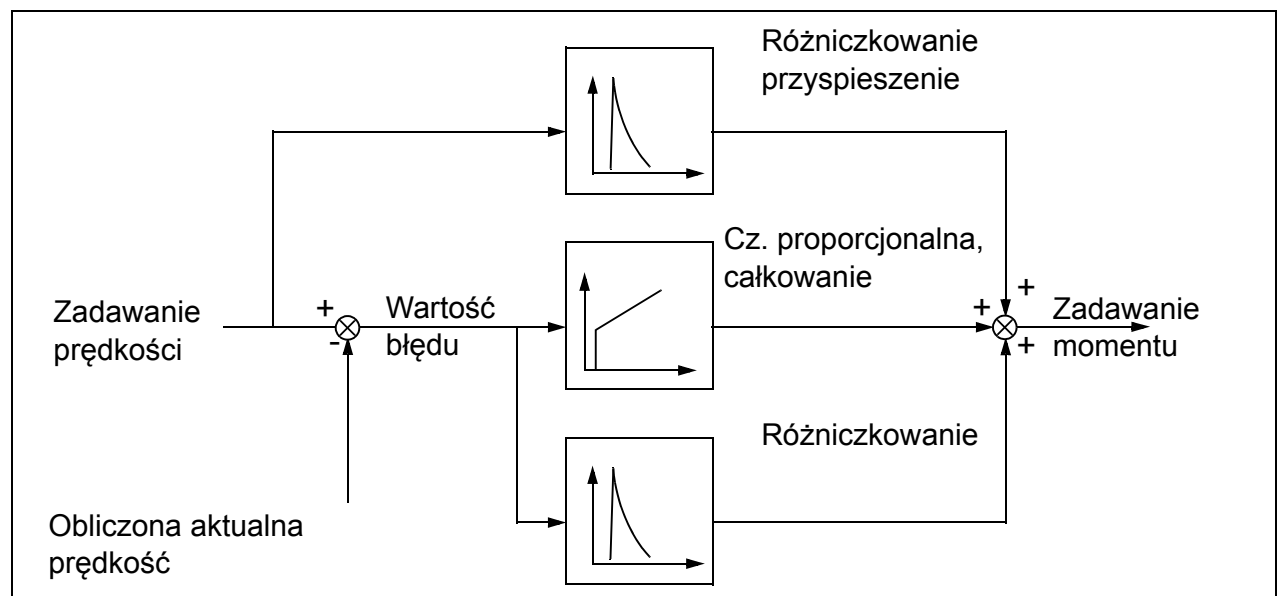 Różniczkowanie
przyspieszenie
Cz. proporcjonalna,
całkowanie
Zadawanie
prędkości
+
-
Wartość
błędu
+
+
+
Zadawanie
momentu
Różniczkowanie
Obliczona aktualna
prędkość